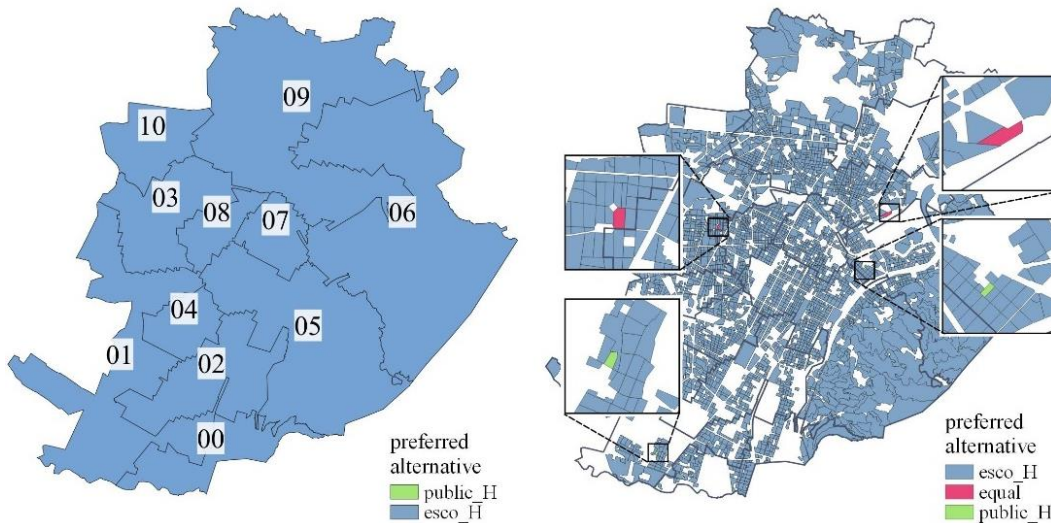 09
10
03
08
07
06
04
05
01
02
00
preferred
alternative
public_H
esco_H
preferred
alternative
esco_H
equal
public_H